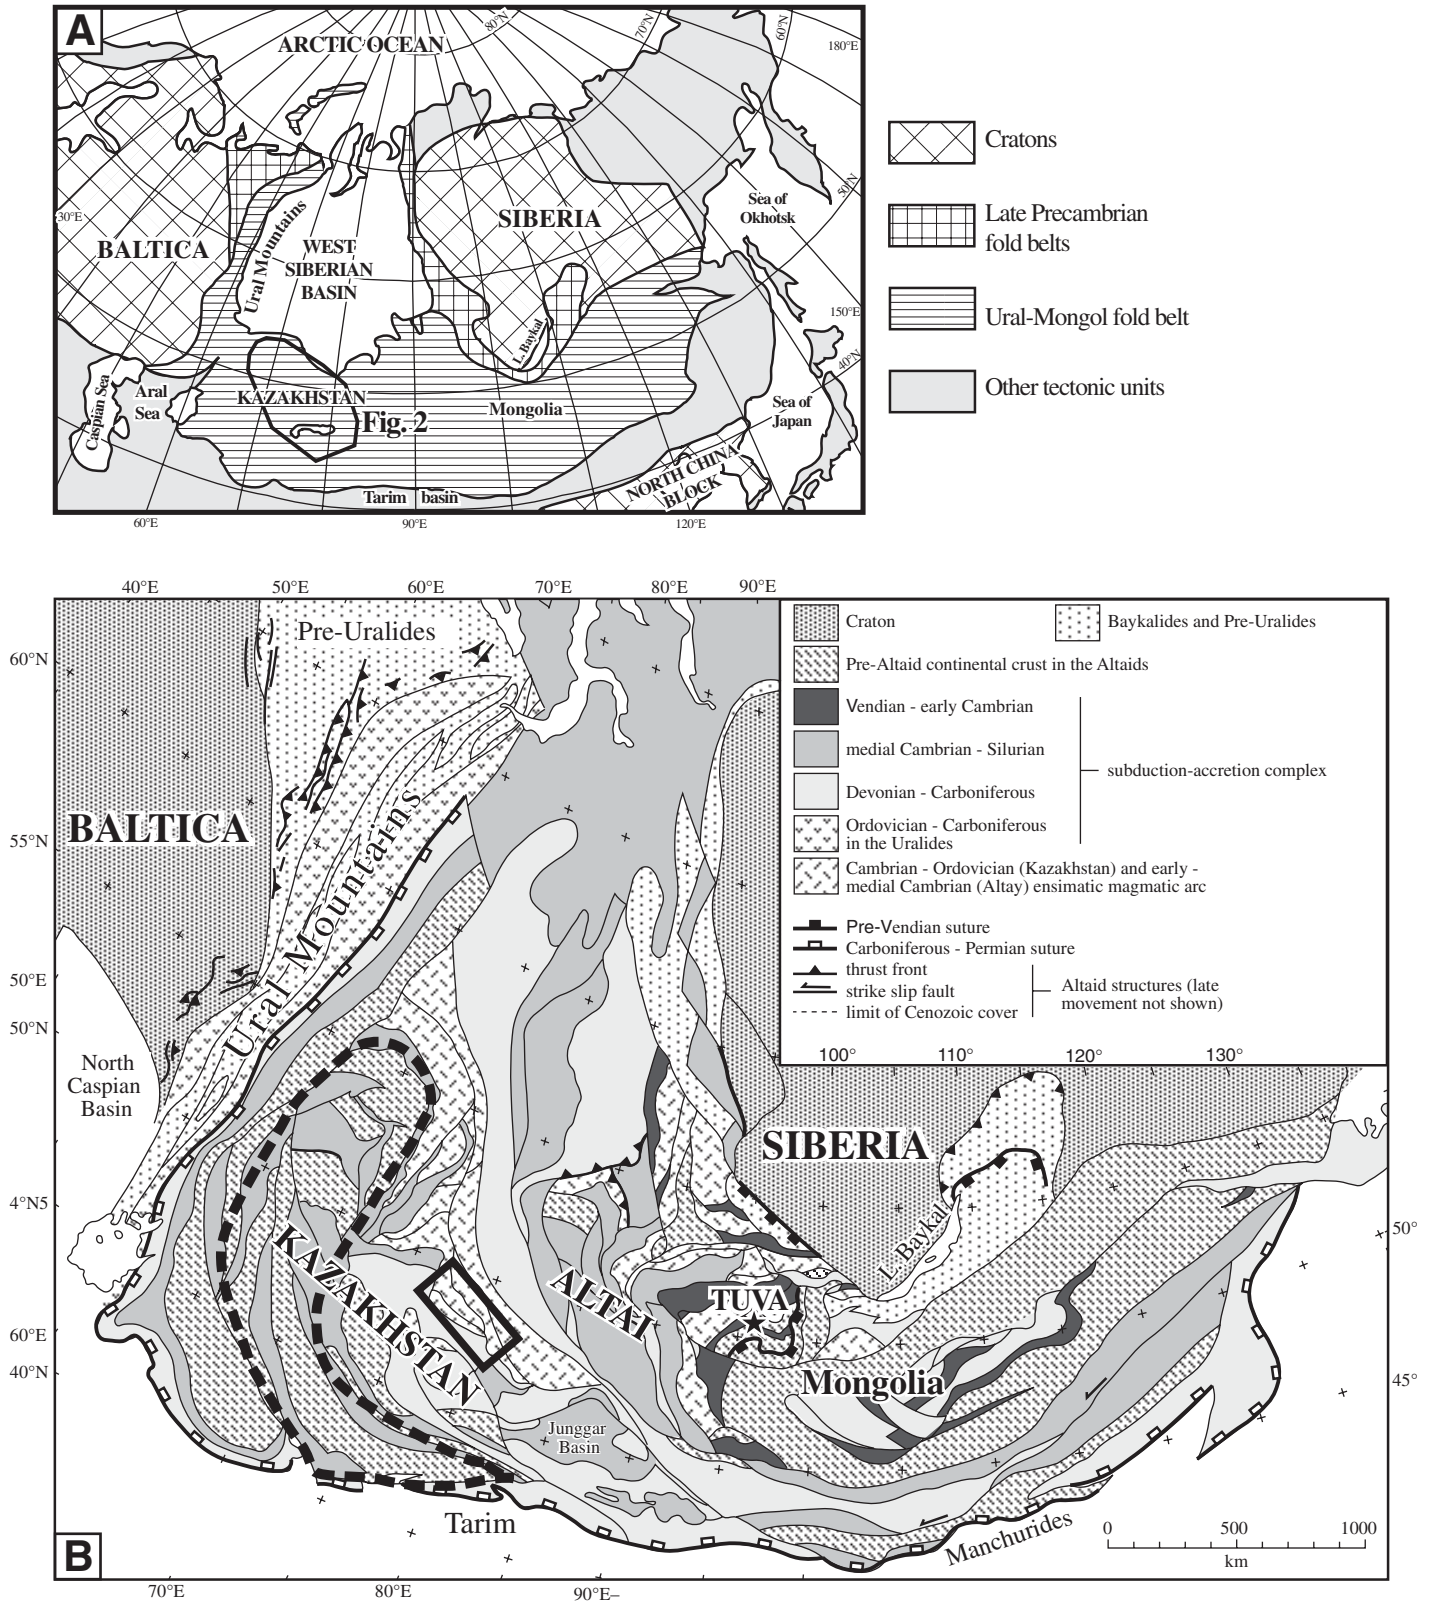 A
ARCTIC OCEAN
80°N
70°N
60°N
180°E
50°N
Sea of
Okhotsk
SIBERIA
30°E
BALTICA
Ural Mountains
WEST
SIBERIAN
BASIN
150°E
40°N
L. Baykal
Caspian Sea
Aral
Sea
KAZAKHSTAN
Fig. 2
Mongolia
Sea of
Japan
NORTH CHINA
BLOCK
Tarim basin
60°E
90°E
120°E
Cratons
Late Precambrian
fold belts
Ural-Mongol fold belt
Other tectonic units
40°E
50°E
60°E
70°E
80°E
90°E
60°N
55°N
50°E
50°N
4°N5
60°E
40°N
Pre-Uralides
BALTICA
Ural Mountains
North
Caspian
Basin
Craton
Baykalides and Pre-Uralides
Pre-Altaid continental crust in the Altaids
Vendian - early Cambrian
medial Cambrian - Silurian
subduction-accretion complex
Devonian - Carboniferous
Ordovician - Carboniferous
in the Uralides
Cambrian - Ordovician (Kazakhstan) and early -
medial Cambrian (Altay) ensimatic magmatic arc
Pre-Vendian suture
Carboniferous - Permian suture
thrust front
strike slip fault
limit of Cenozoic cover
Altaid structures (late
movement not shown)
100°
110°
120°
130°
SIBERIA
L. Baykal
KAZAKHSTAN
ALTAI
TUVA
Mongolia
50°
45°
Junggar
Basin
Tarim
Manchurides
0 500 1000
km
B
70°E
80°E
90°E–